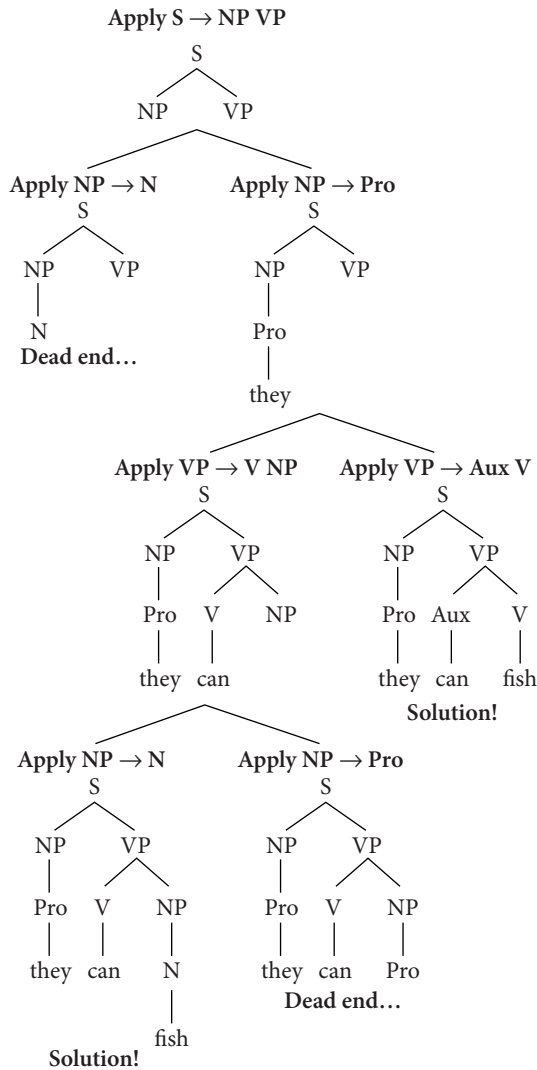 Apply S → NP VP
S
NP VP
Apply NP → N Apply NP → Pro
S S
NP VP NP VP
N Pro
Dead end…
they
Apply VP → V NP Apply VP → Aux V
S S
NP VP NP VP
Pro V NP Pro Aux V
they can they can fish
Solution!
Apply NP → N Apply NP → Pro
S S
NP VP NP VP
Pro V NP Pro V NP
they can N they can Pro
Dead end…
fish
Solution!